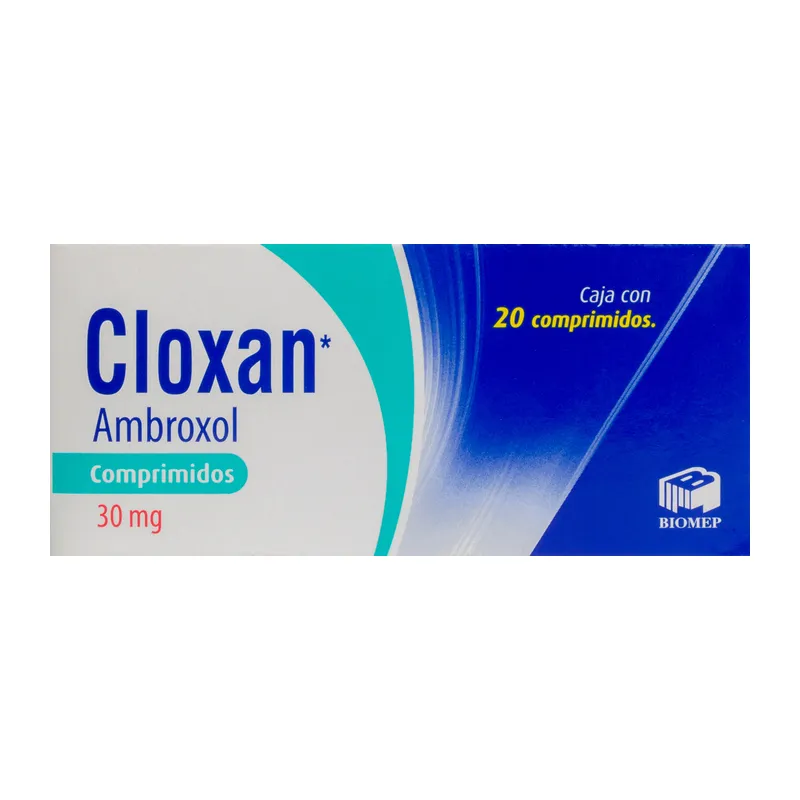 Cloxan*
Ambroxol
Comprimidos
30 mg
Caja con
20 comprimidos.
BIOMEP